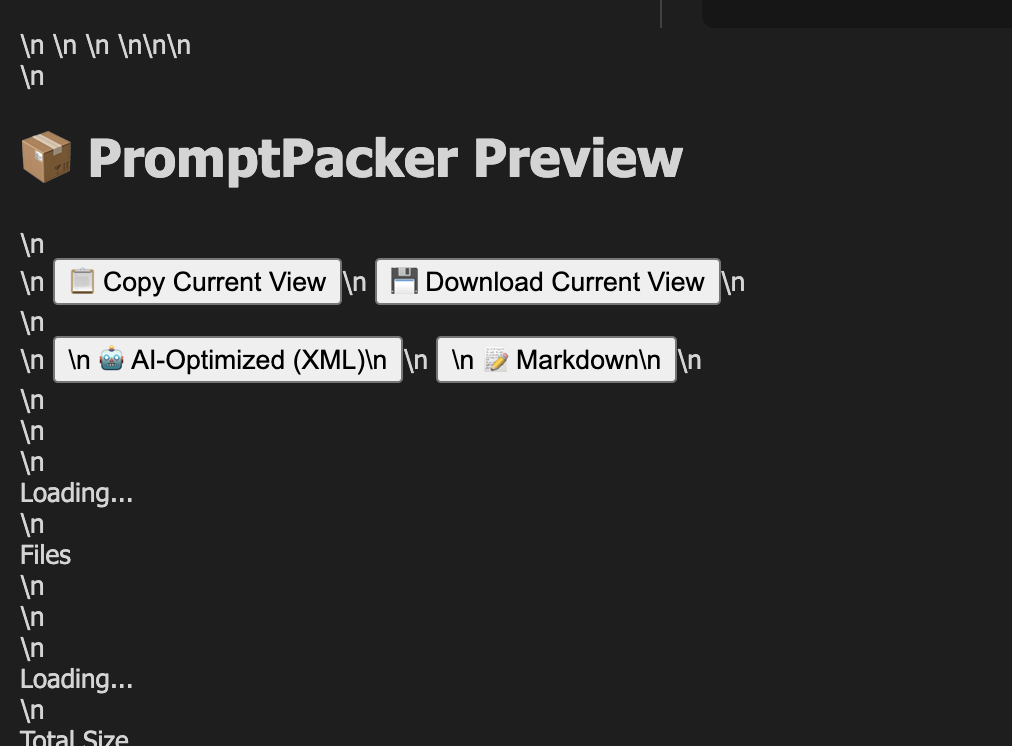 \n \n \n \n\n\n
\n
📦 PromptPacker Preview
\n
\n 📋 Copy Current View\n 💾 Download Current View\n
\n
\n \n 🤖 AI-Optimized (XML)\n\n \n 📝 Markdown\n\n
\n
\n
\n
Loading...
\n
Files
\n
\n
\n
Loading...
\n
Total Size